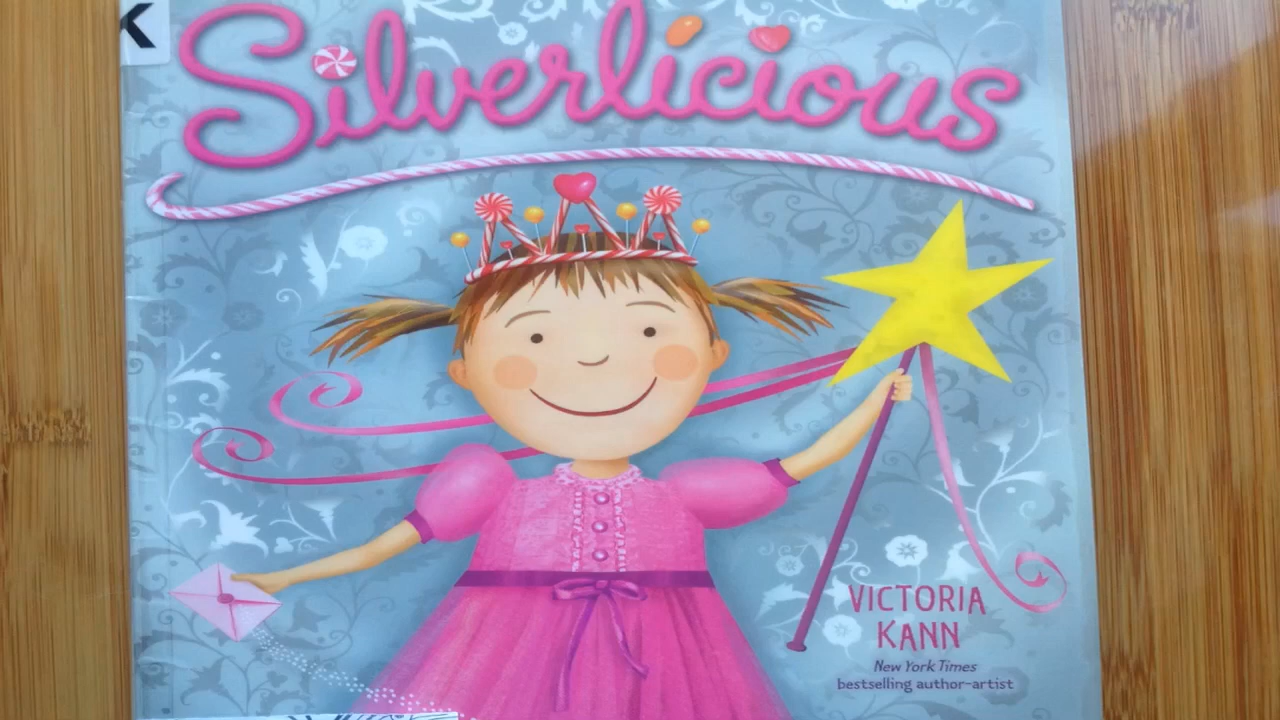 K
Silverlicious
VICTORIA
KANN
New York Times
bestselling author-artist